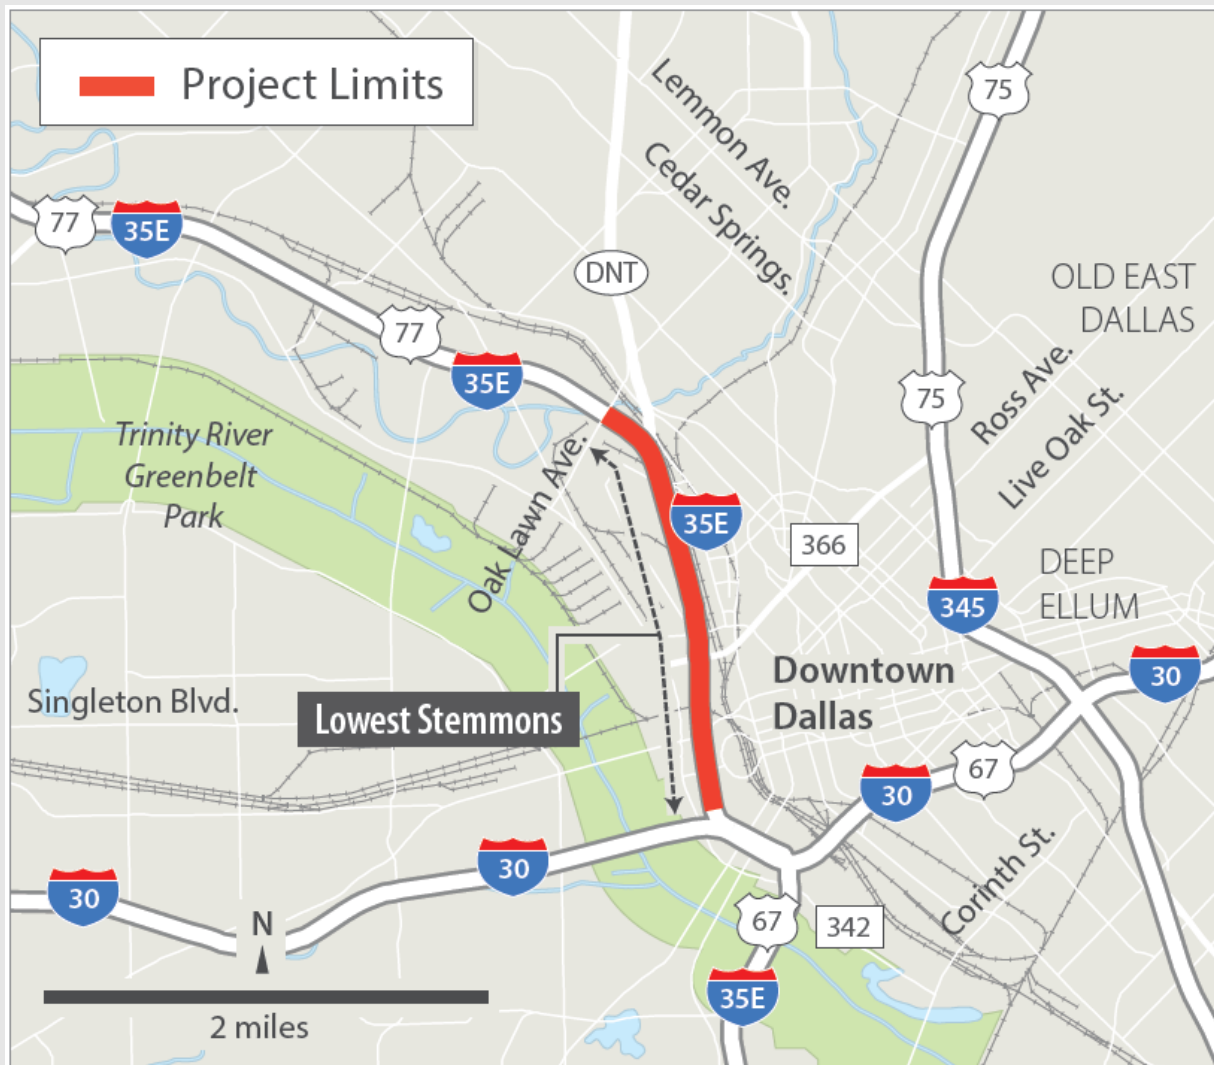 Project Limits
75
Lemmon Ave.
Cedar Springs.
77
35E
DNT
OLD EAST
DALLAS
77
35E
75
Ross Ave.
Live Oak St.
Trinity River
Greenbelt
Park
Oak Lawn Ave.
35E
366
DEEP
ELLUM
345
30
Downtown
Dallas
Singleton Blvd.
Lowest Stemmons
67
30
30
30
Corinth St.
67
342
N
35E
2 miles